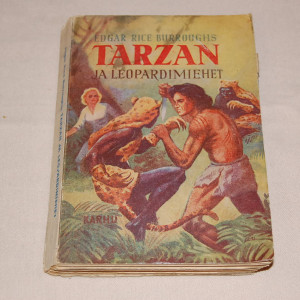 EDGAR RICE BURROUGHS
TARZAN
JA LEOPARDIMIEHET
KARHU